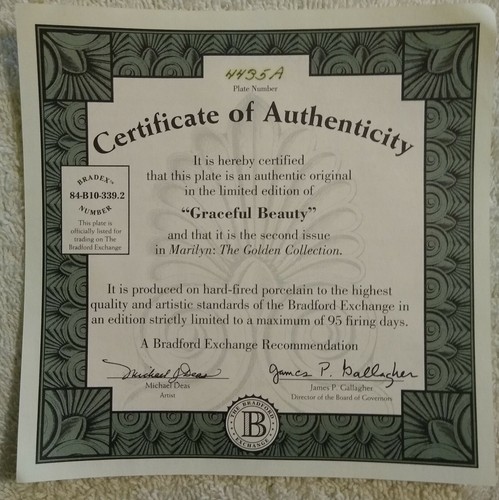 4435A
Plate Number
Certificate of Authenticity
It is hereby certified
that this plate is an authentic original
in the limited edition of
“Graceful Beauty”
and that it is the second issue
in Marilyn: The Golden Collection.
BRADEX™
84-B10-339.2
NUMBER
This plate is
officially listed for
trading on The
Bradford Exchange
It is produced on hard-fired porcelain to the highest
quality and artistic standards of the Bradford Exchange in
an edition strictly limited to a maximum of 95 firing days.
A Bradford Exchange Recommendation
Michael Deas
James P. Gallagher
Michael Deas
Artist
James P. Gallagher
Director of the Board of Governors
THE BRADFORD
B
EXCHANGE